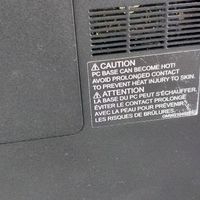 ⚠CAUTION
PC BASE CAN BECOME HOT!
AVOID PROLONGED CONTACT
TO PREVENT HEAT INJURY TO SKIN.
⚠ATTENTION
LA BASE DU PC PEUT S'ÉCHAUFFER.
ÉVITER LE CONTACT PROLONGÉ
AVEC LA PEAU POUR PRÉVENIR
LES RISQUES DE BRÛLURES.